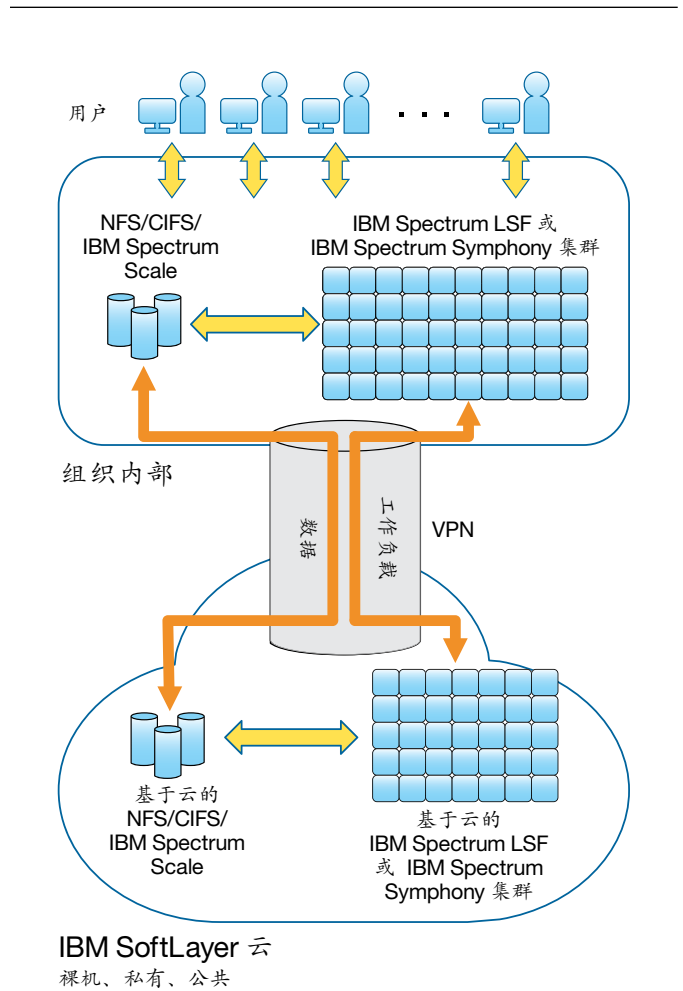 用户
· · ·
NFS/CIFS/
IBM Spectrum
Scale
IBM Spectrum LSF 或
IBM Spectrum Symphony 集群
组织内部
数据
工作负载
VPN
基于云的
NFS/CIFS/
IBM Spectrum
Scale
基于云的
IBM Spectrum LSF
或 IBM Spectrum
Symphony 集群
IBM SoftLayer 云
裸机、私有、公共